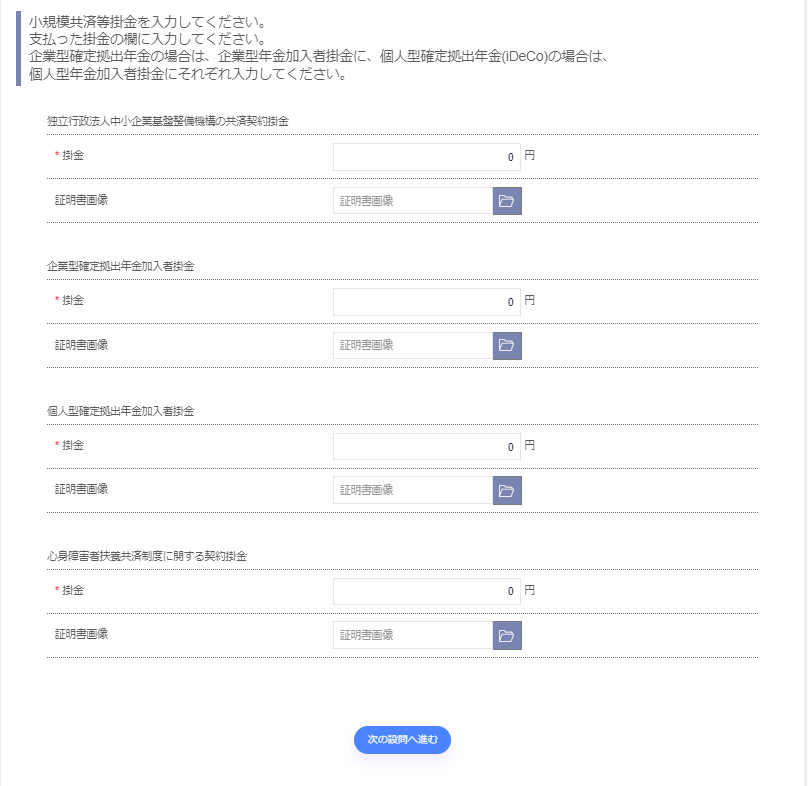 小規模共済等掛金を入力してください。
支払った掛金の欄に入力してください。
企業型確定拠出年金の場合は、企業型年金加入者掛金に、個人型確定拠出年金(iDeCo)の場合は、
個人型年金加入者掛金にそれぞれ入力してください。
独立行政法人中小企業基盤整備機構の共済契約掛金
* 掛金 0 円
証明書画像 証明書画像
企業型確定拠出年金加入者掛金
* 掛金 0 円
証明書画像 証明書画像
個人型確定拠出年金加入者掛金
* 掛金 0 円
証明書画像 証明書画像
心身障害者扶養共済制度に関する契約掛金
* 掛金 0 円
証明書画像 証明書画像
次の設問へ進む